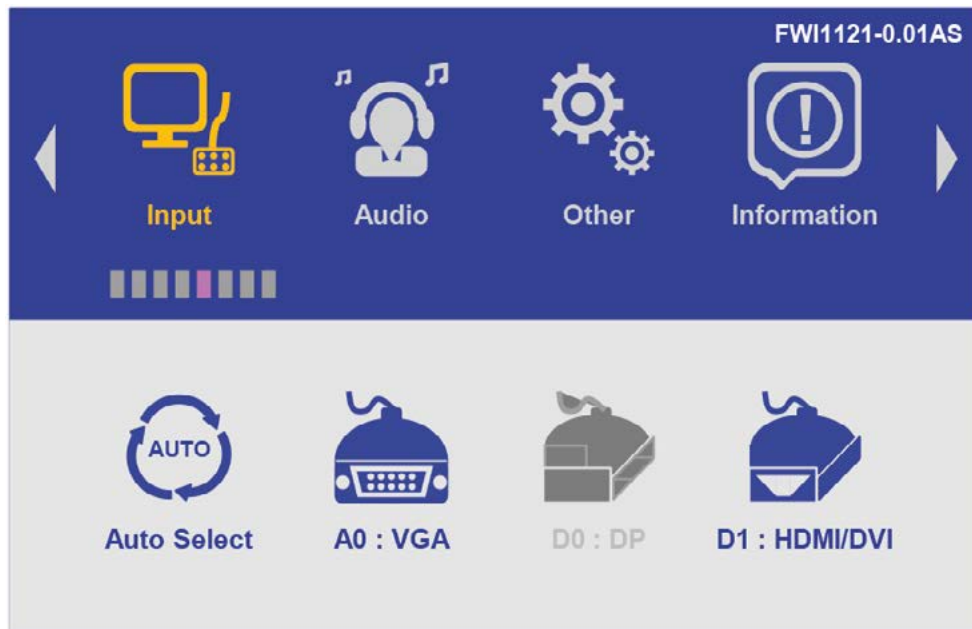 FWI1121-0.01AS
Input Audio Other Information
AUTO
Auto Select A0 : VGA D0 : DP D1 : HDMI/DVI